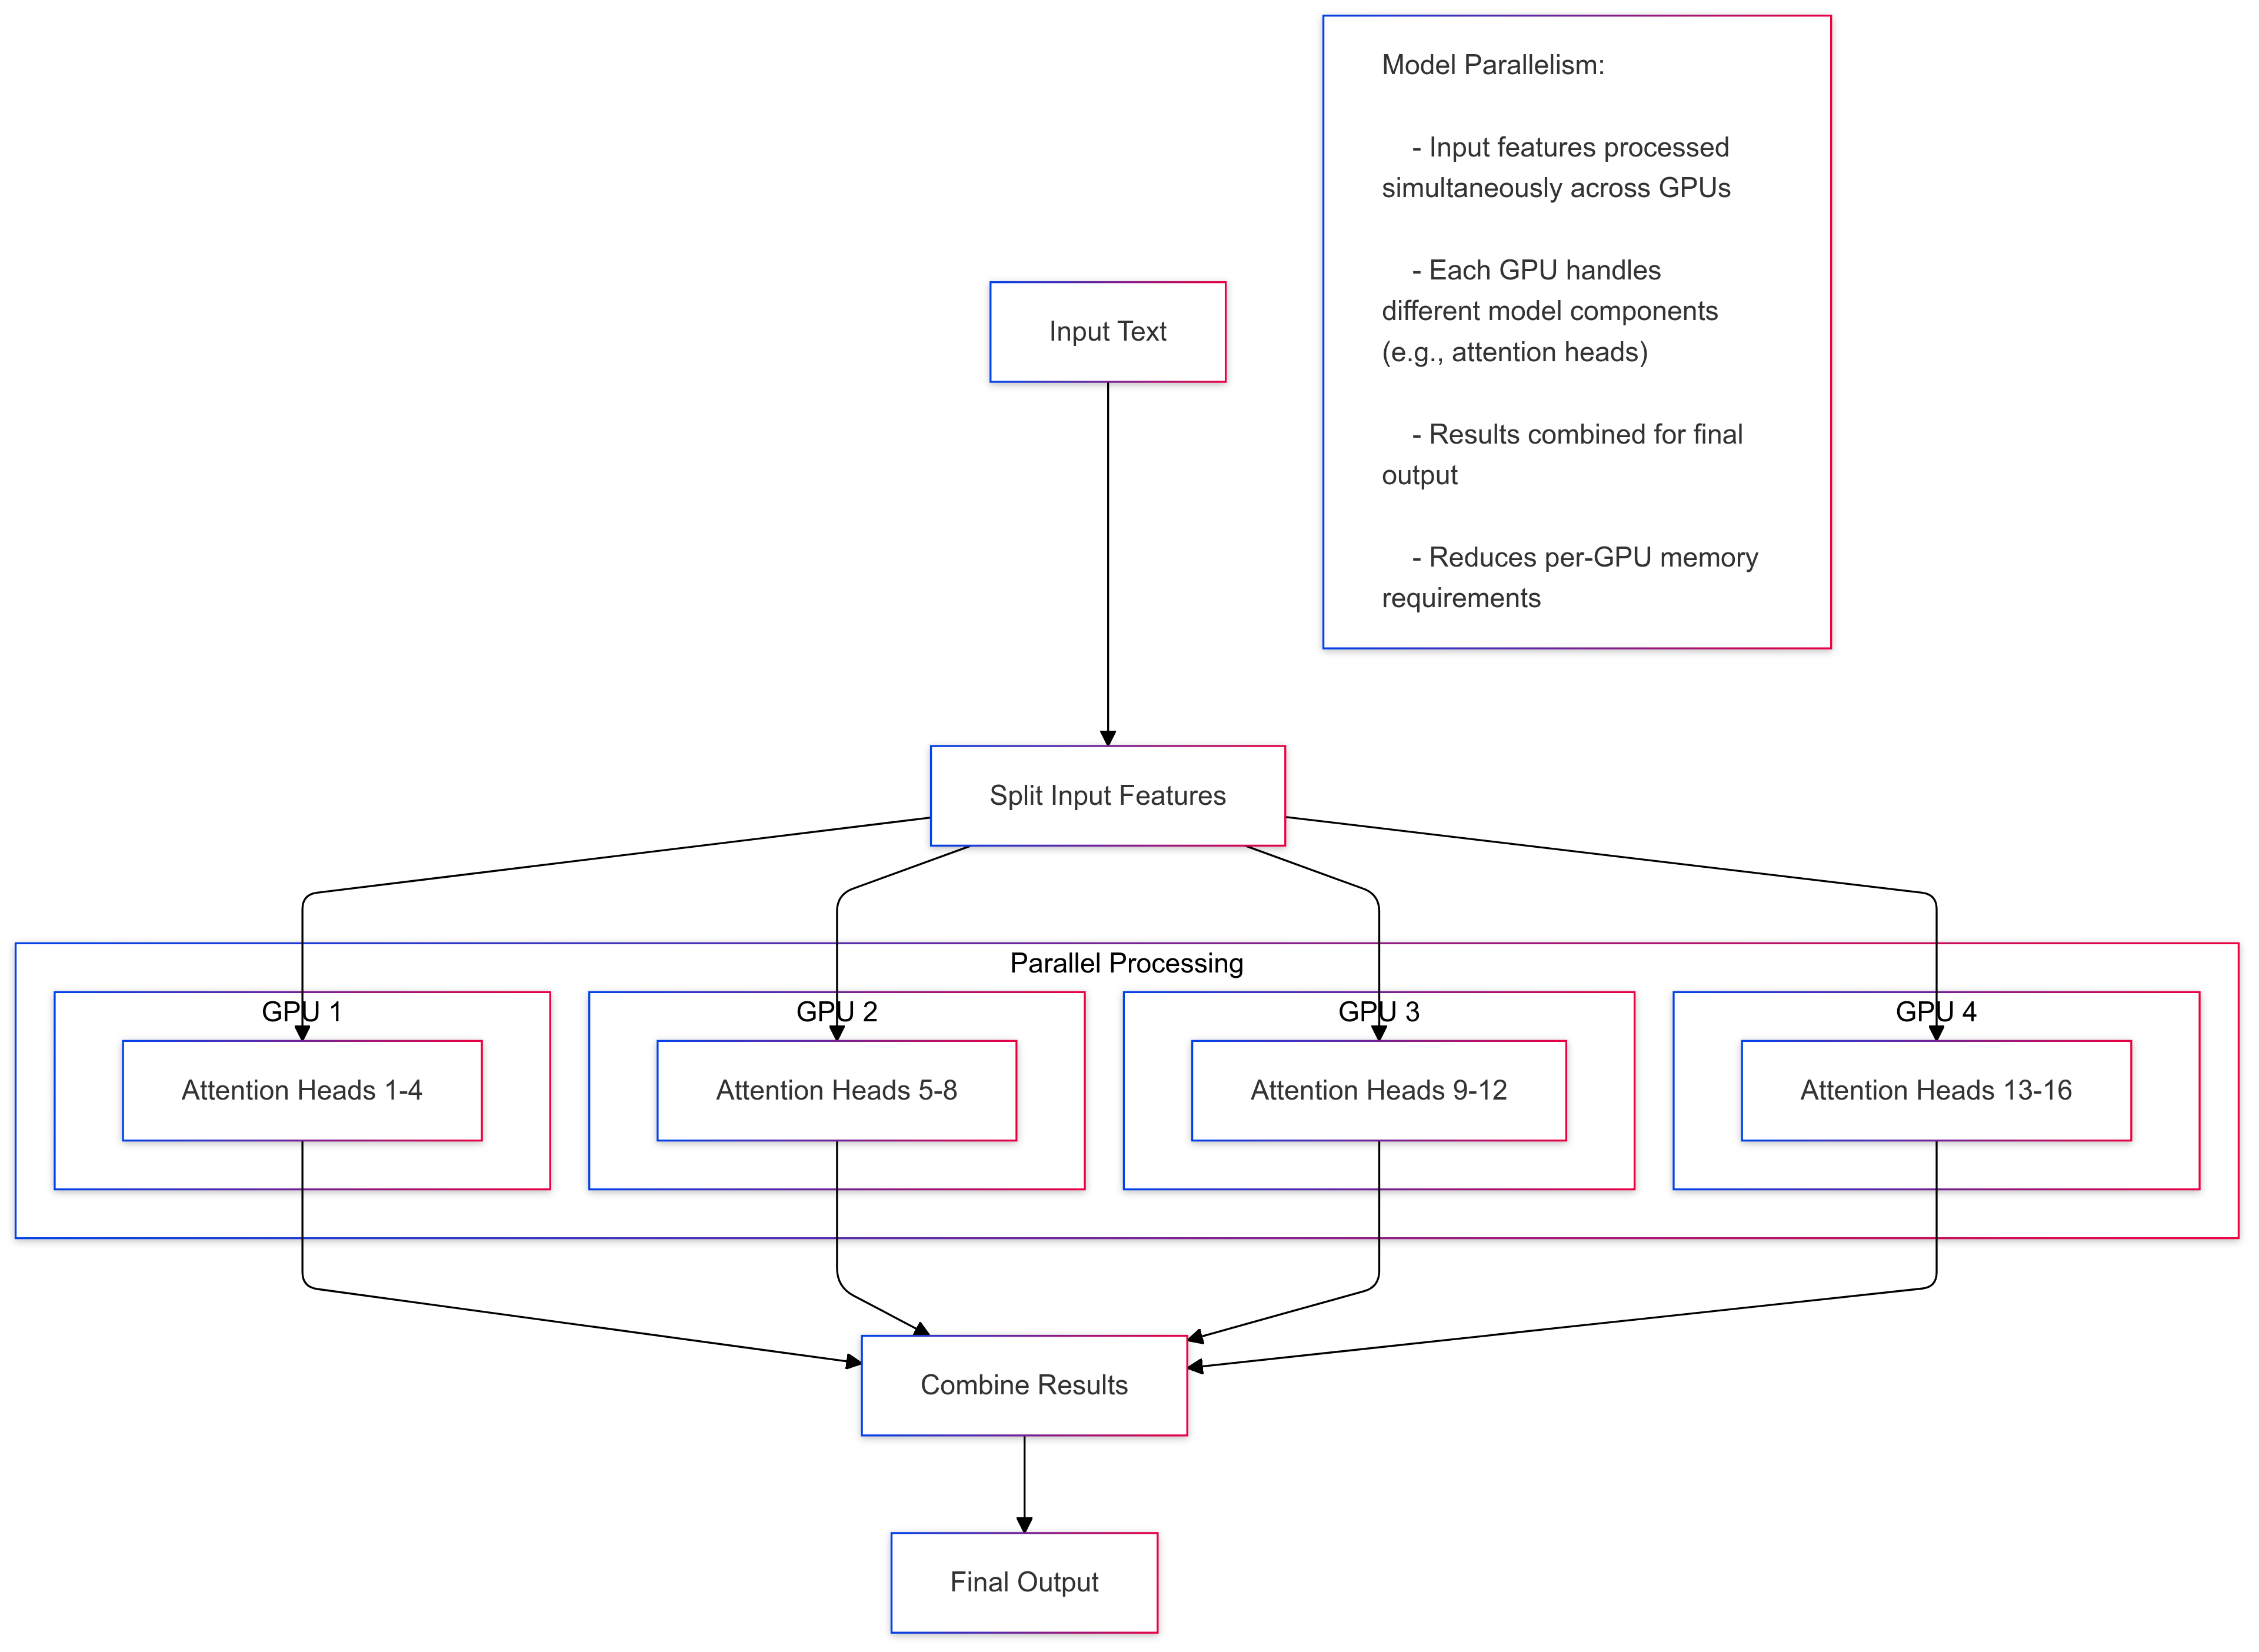 Model Parallelism:
- Input features processed
simultaneously across GPUs
- Each GPU handles
different model components
(e.g., attention heads)
- Results combined for final
output
- Reduces per-GPU memory
requirements
Input Text
Split Input Features
Parallel Processing
GPU 1
GPU 2
GPU 3
GPU 4
Attention Heads 1-4
Attention Heads 5-8
Attention Heads 9-12
Attention Heads 13-16
Combine Results
Final Output